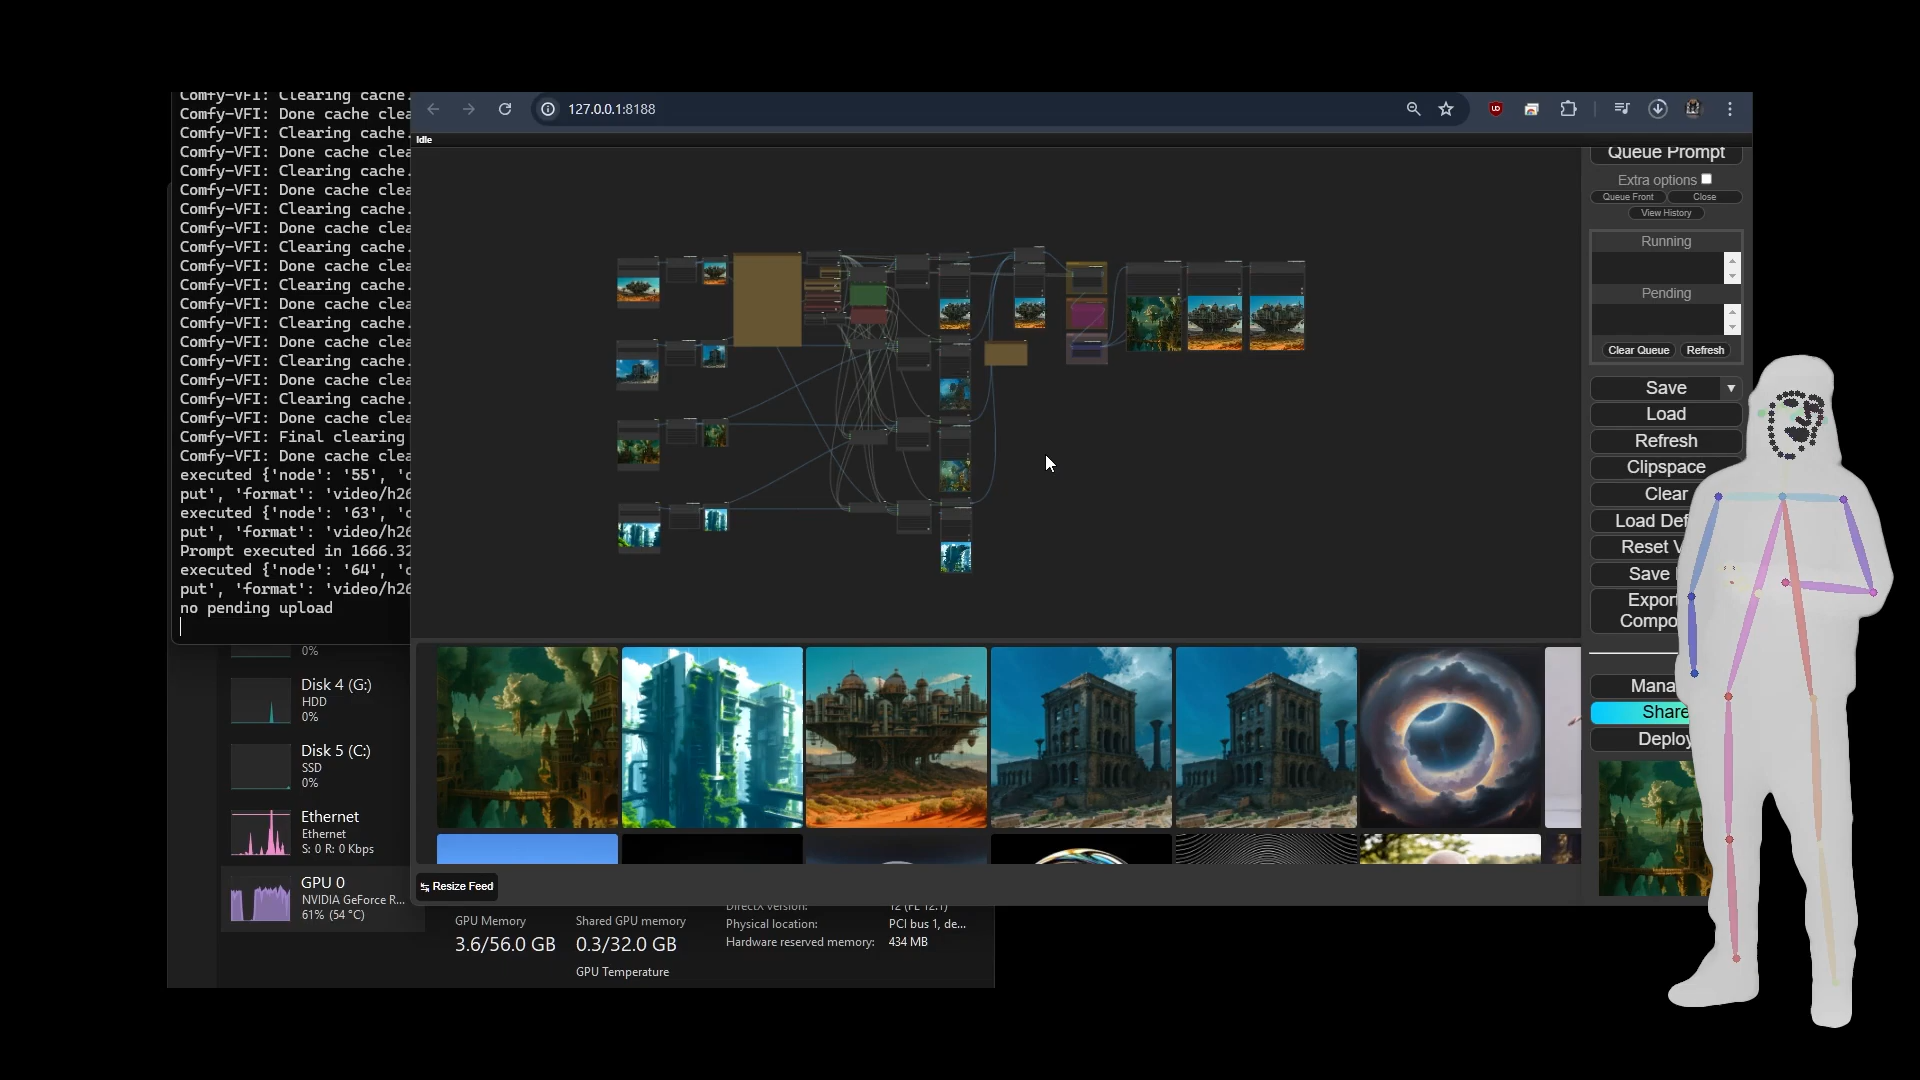 Comfy-VFI: Clearing cache.
Comfy-VFI: Done cache clea
Comfy-VFI: Clearing cache.
Comfy-VFI: Done cache clea
Comfy-VFI: Clearing cache.
Comfy-VFI: Done cache clea
Comfy-VFI: Clearing cache.
Comfy-VFI: Done cache clea
Comfy-VFI: Clearing cache.
Comfy-VFI: Done cache clea
Comfy-VFI: Clearing cache.
Comfy-VFI: Done cache clea
Comfy-VFI: Clearing cache.
Comfy-VFI: Done cache clea
Comfy-VFI: Clearing cache.
Comfy-VFI: Done cache clea
Comfy-VFI: Clearing cache.
Comfy-VFI: Done cache clea
Comfy-VFI: Final clearing
Comfy-VFI: Done cache clea
executed {'node': '55', 'o
put', 'format': 'video/h26
executed {'node': '63', 'o
put', 'format': 'video/h26
Prompt executed in 1666.32
executed {'node': '64', 'o
put', 'format': 'video/h26
no pending upload
127.0.0.1:8188
Idle
Queue Prompt
Extra options
Queue Front
Close
View History
Running
Pending
Clear Queue
Refresh
Save
Load
Refresh
Clipspace
Clear
Load Def
Reset V
Save
Export
Compo
Mana
Share
Deploy
Resize Feed
0%
Disk 4 (G:)
HDD
0%
Disk 5 (C:)
SSD
0%
Ethernet
Ethernet
S: 0 R: 0 Kbps
GPU 0
NVIDIA GeForce R...
61% (54 °C)
GPU Memory
3.6/56.0 GB
Shared GPU memory
0.3/32.0 GB
GPU Temperature
DirectX version:
12 (FL 12.1)
Physical location:
PCI bus 1, de...
Hardware reserved memory:
434 MB